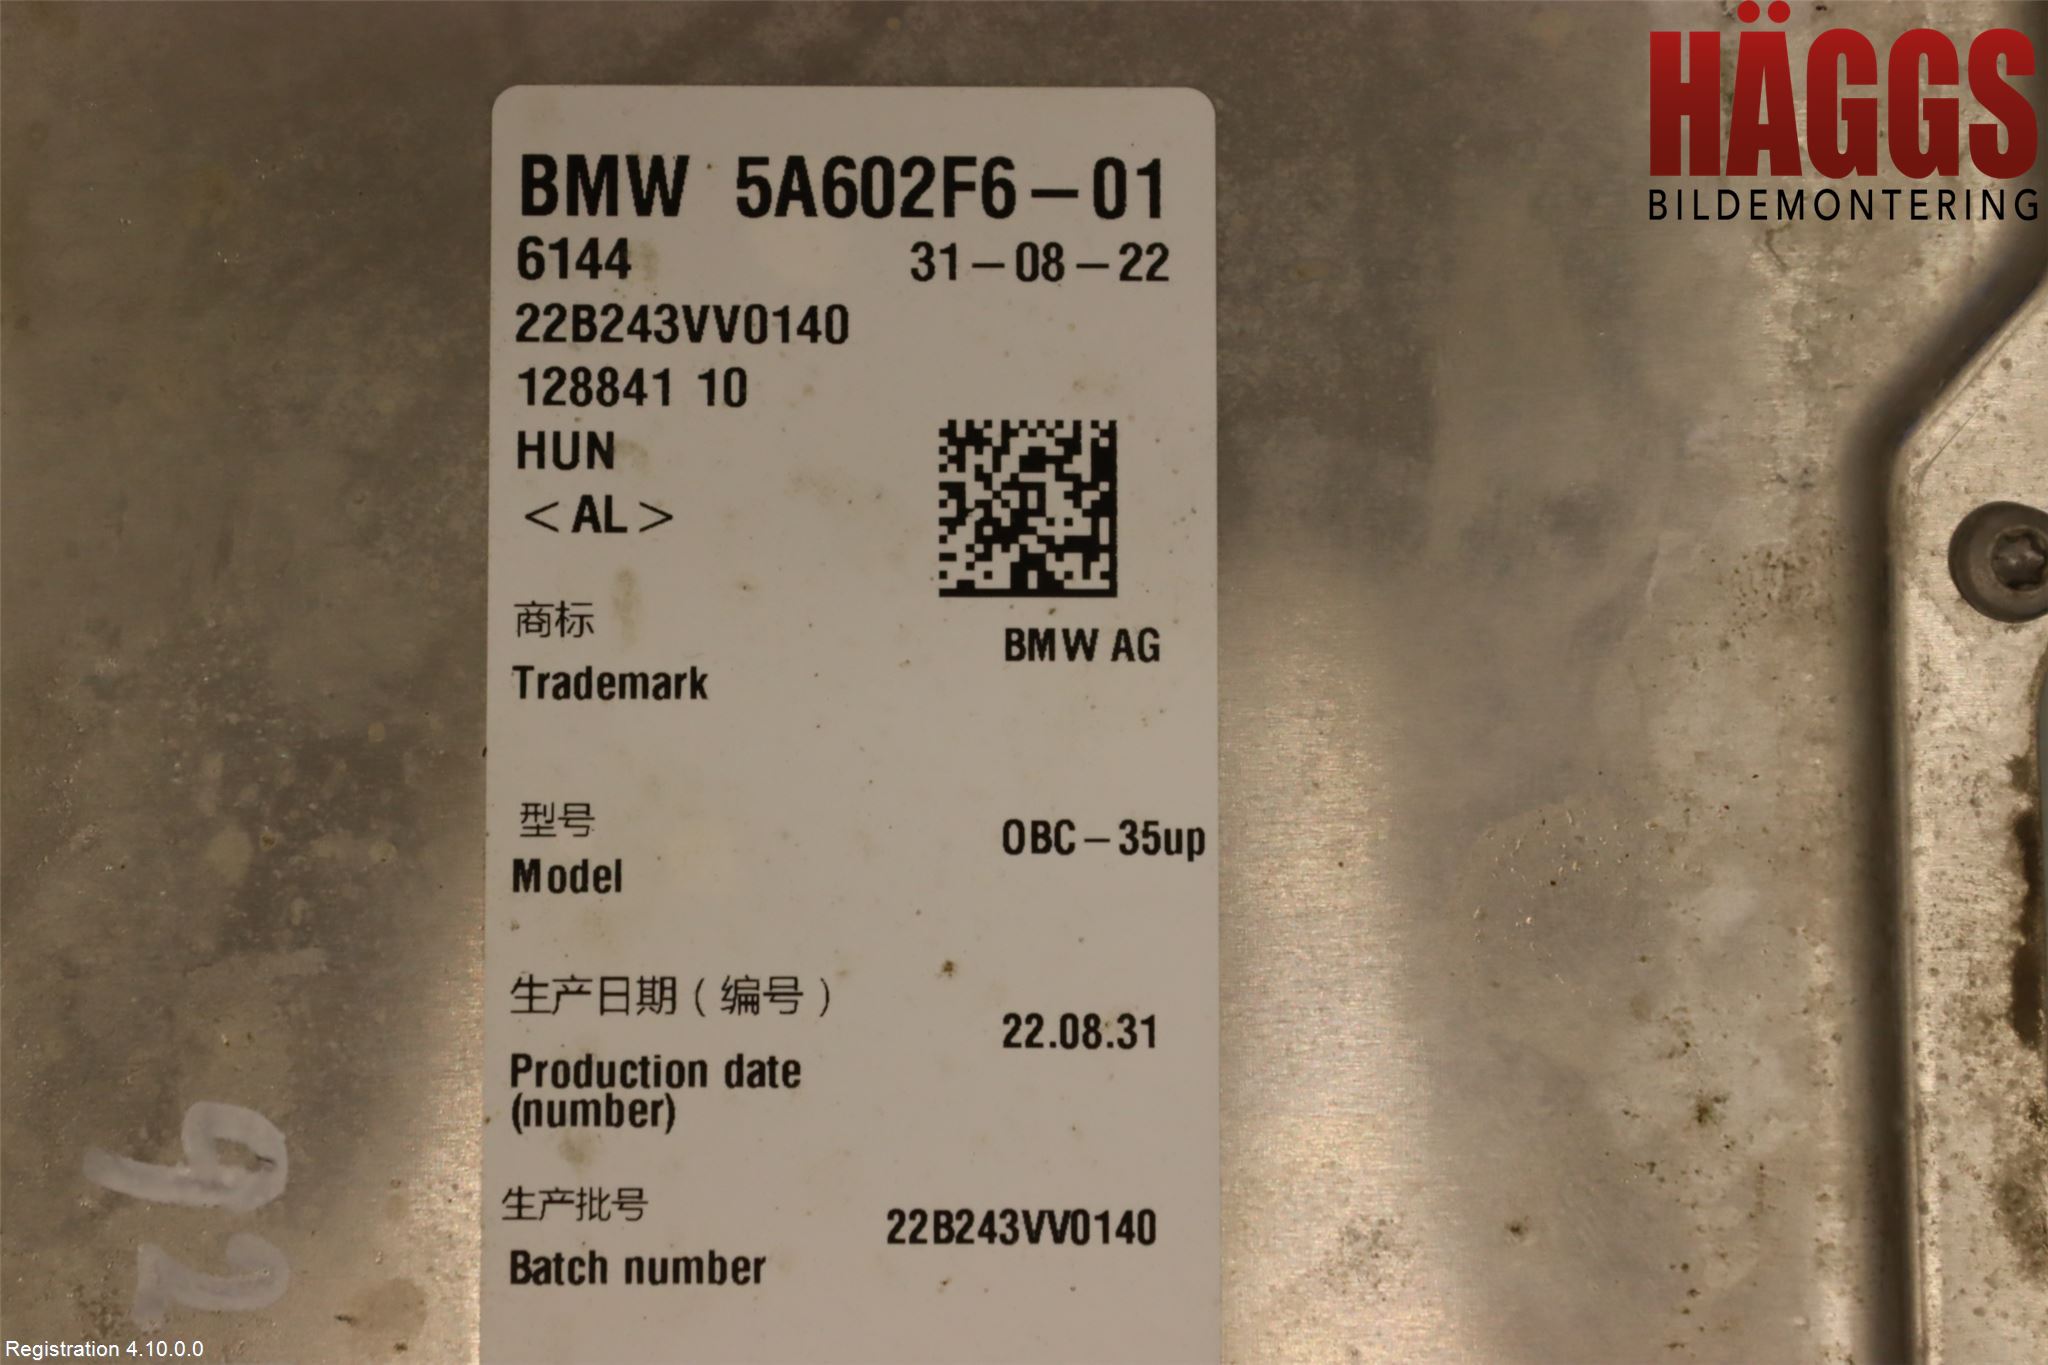 HÄGGS
BILDEMONTERING
BMW 5A602F6-01
6144 31-08-22
22B243VV0140
128841 10
HUN
<AL>
商标
BMW AG
Trademark
型号
OBC-35up
Model
生产日期（编号）
22.08.31
Production date
(number)
生产批号
22B243VV0140
Batch number
92
Registration 4.10.0.0